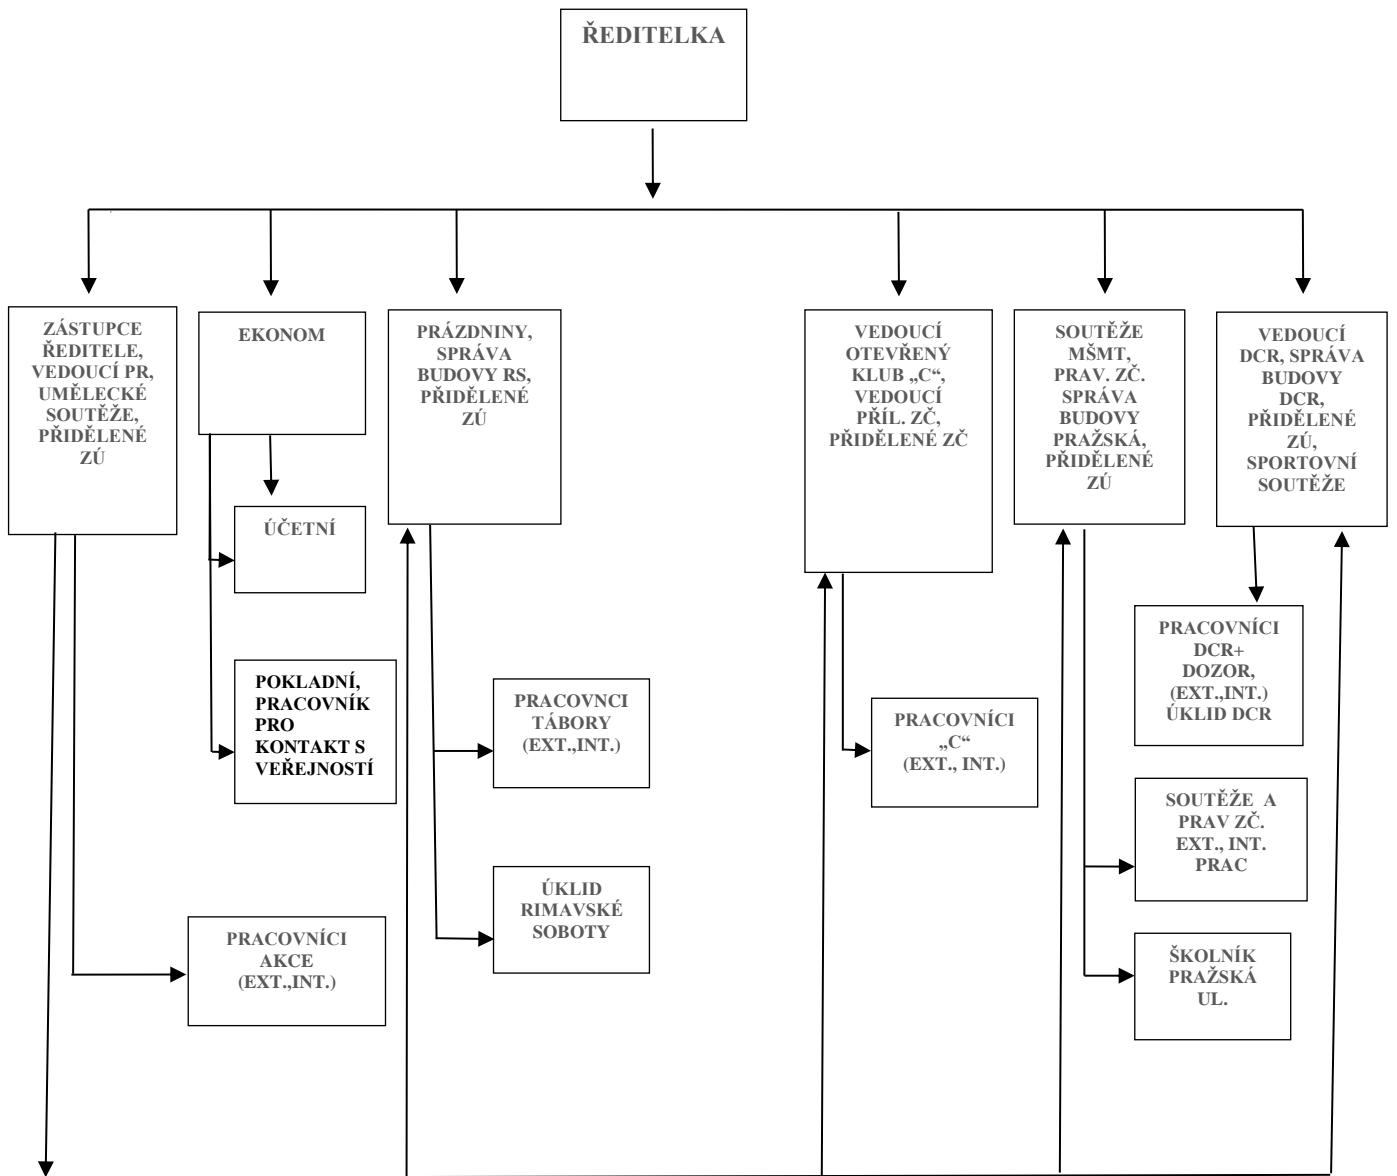 ŘEDITELKA
ZÁSTUPCE
ŘEDITELE,
VEDOUCÍ PR,
UMĚLECKÉ
SOUTĚŽE,
PŘIDĚLENÉ
ZÚ
EKONOM
PRÁZDNINY,
SPRÁVA
BUDOVY RS,
PŘIDĚLENÉ
ZÚ
VEDOUCÍ
OTEVŘENÝ
KLUB „C“,
VEDOUCÍ
PŘÍL. ZČ,
PŘIDĚLENÉ ZČ
SOUTĚŽE
MŠMT,
PRAV. ZČ.
SPRÁVA
BUDOVY
PRAŽSKÁ,
PŘIDĚLENÉ
ZÚ
VEDOUCÍ
DCR, SPRÁVA
BUDOVY
DCR,
PŘIDĚLENÉ
ZÚ,
SPORTOVNÍ
SOUTĚŽE
ÚČETNÍ
POKLADNÍ,
PRACOVNÍK
PRO
KONTAKT S
VEŘEJNOSTÍ
PRACOVNCI
TÁBORY
(EXT.,INT.)
PRACOVNÍCI
„C“
(EXT., INT.)
PRACOVNÍCI
DCR+
DOZOR,
(EXT.,INT.)
ÚKLID DCR
SOUTĚŽE A
PRAV ZČ.
EXT., INT.
PRAC
ÚKLID
RIMAVSKÉ
SOBOTY
PRACOVNÍCI
AKCE
(EXT.,INT.)
ŠKOLNÍK
PRAŽSKÁ
UL.